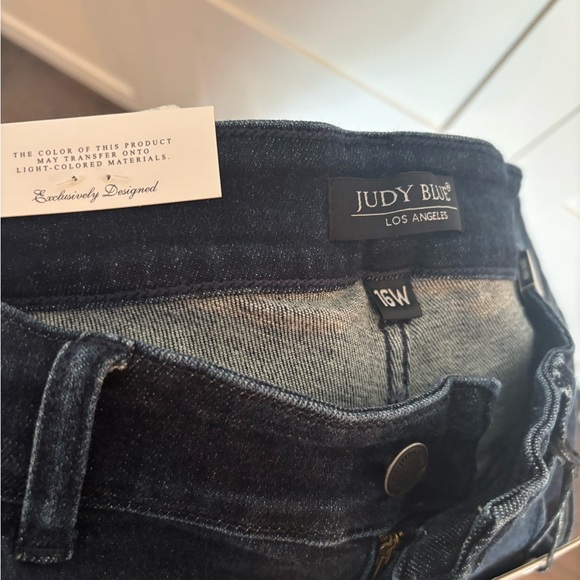 THE COLOR OF THIS PRODUCT
MAY TRANSFER ONTO
LIGHT-COLORED MATERIALS.
Exclusively Designed
JUDY BLUE®
LOS ANGELES
16W